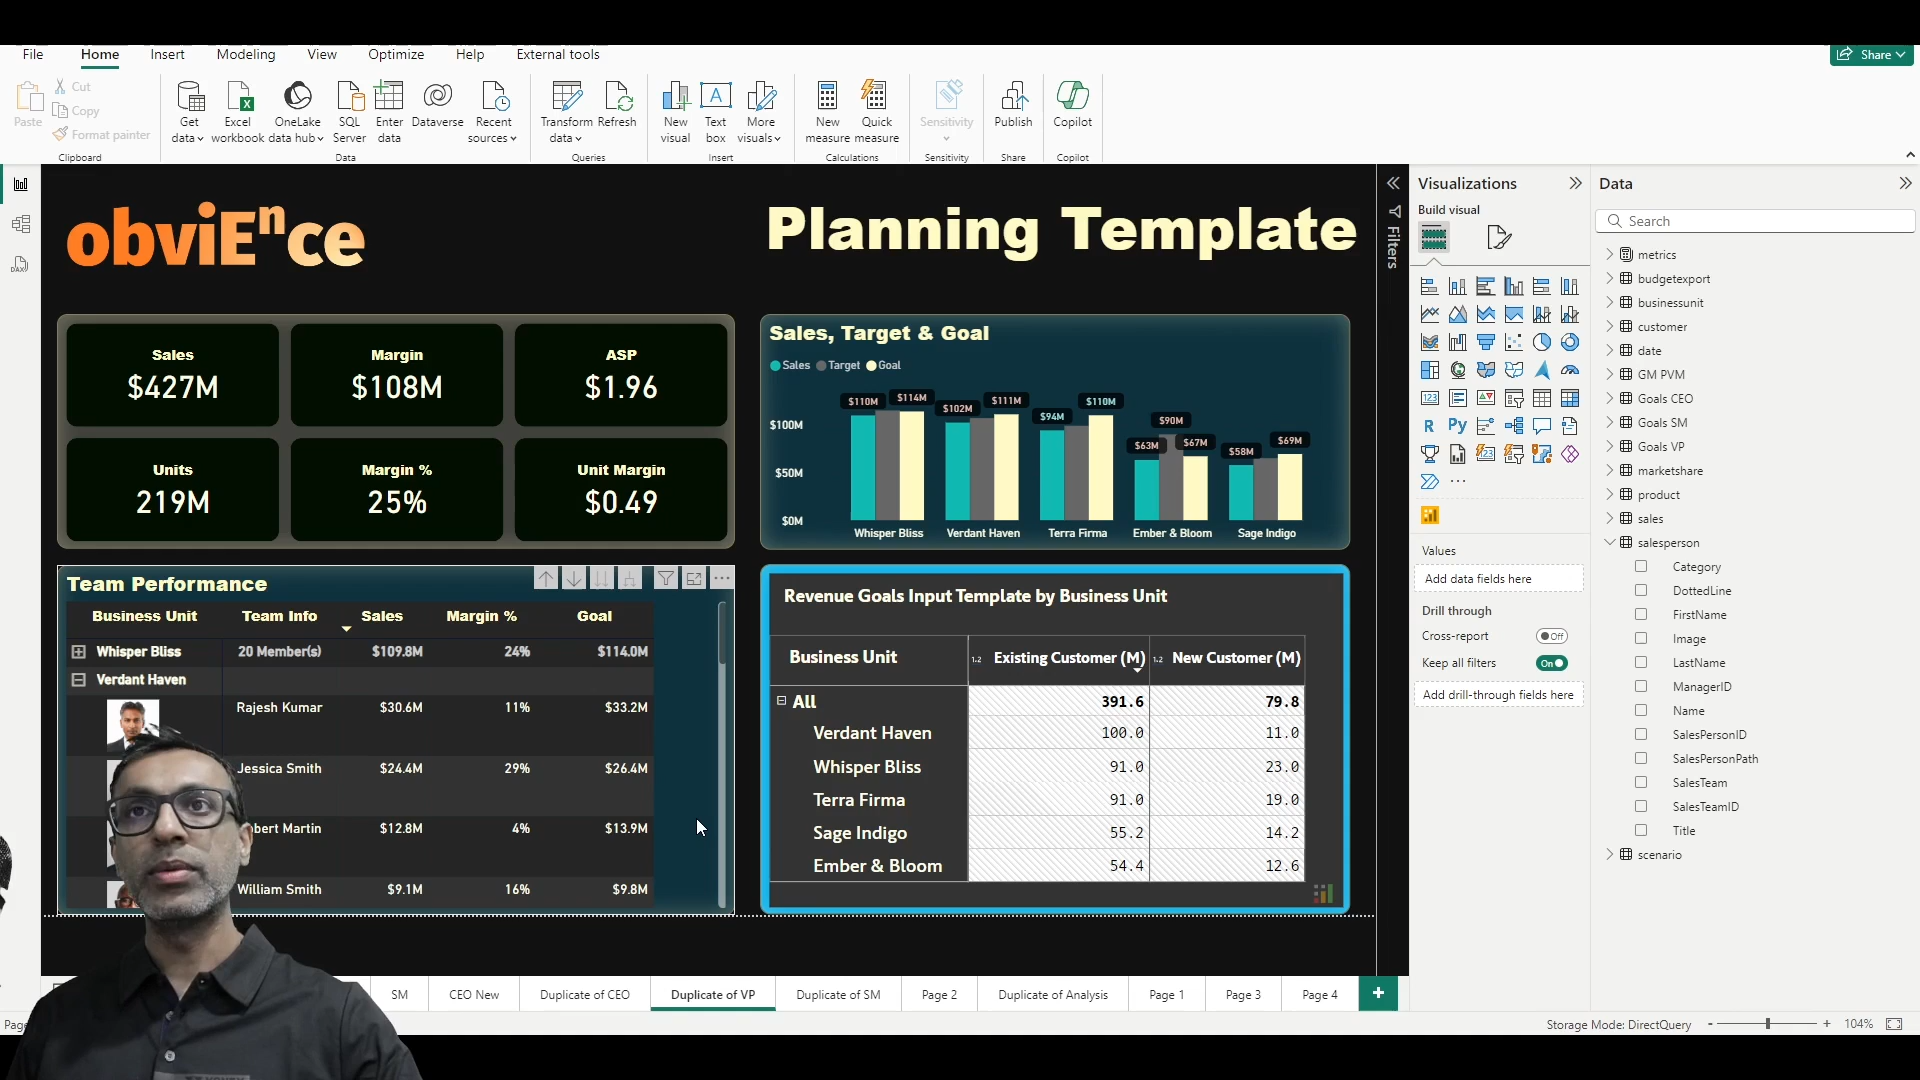 File Home Insert Modeling View Optimize Help External tools
Share
Paste
Cut
Copy
Format painter
Clipboard
Get data
Excel workbook
OneLake data hub
SQL Server
Enter data
Dataverse
Recent sources
Data
Transform data
Refresh
Queries
New visual
Text box
More visuals
Insert
New measure
Quick measure
Calculations
Sensitivity
Sensitivity
Publish
Share
Copilot
Copilot
obviEnce
Planning Template
Sales
$427M
Margin
$108M
ASP
$1.96
Units
219M
Margin %
25%
Unit Margin
$0.49
Sales, Target & Goal
Sales Target Goal
$100M
$50M
$0M
$110M $114M $102M $111M $94M $110M $63M $90M $67M $58M $69M
Whisper Bliss Verdant Haven Terra Firma Ember & Bloom Sage Indigo
Team Performance
Business Unit Team Info Sales Margin % Goal
Whisper Bliss 20 Member(s) $109.8M 24% $114.0M
Verdant Haven
Rajesh Kumar $30.6M 11% $33.2M
Jessica Smith $24.4M 29% $26.4M
bert Martin $12.8M 4% $13.9M
William Smith $9.1M 16% $9.8M
Revenue Goals Input Template by Business Unit
Business Unit 1.2 Existing Customer (M) 1.2 New Customer (M)
All 391.6 79.8
Verdant Haven 100.0 11.0
Whisper Bliss 91.0 23.0
Terra Firma 91.0 19.0
Sage Indigo 55.2 14.2
Ember & Bloom 54.4 12.6
SM CEO New Duplicate of CEO Duplicate of VP Duplicate of SM Page 2 Duplicate of Analysis Page 1 Page 3 Page 4 +
Storage Mode: DirectQuery - + 104%
Filters
Visualizations
Build visual
123
R Py
Values
Add data fields here
Drill through
Cross-report Off
Keep all filters On
Add drill-through fields here
Data
Search
metrics
budgetexport
businessunit
customer
date
GM PVM
Goals CEO
Goals SM
Goals VP
marketshare
product
sales
salesperson
Category
DottedLine
FirstName
Image
LastName
ManagerID
Name
SalesPersonID
SalesPersonPath
SalesTeam
SalesTeamID
Title
scenario